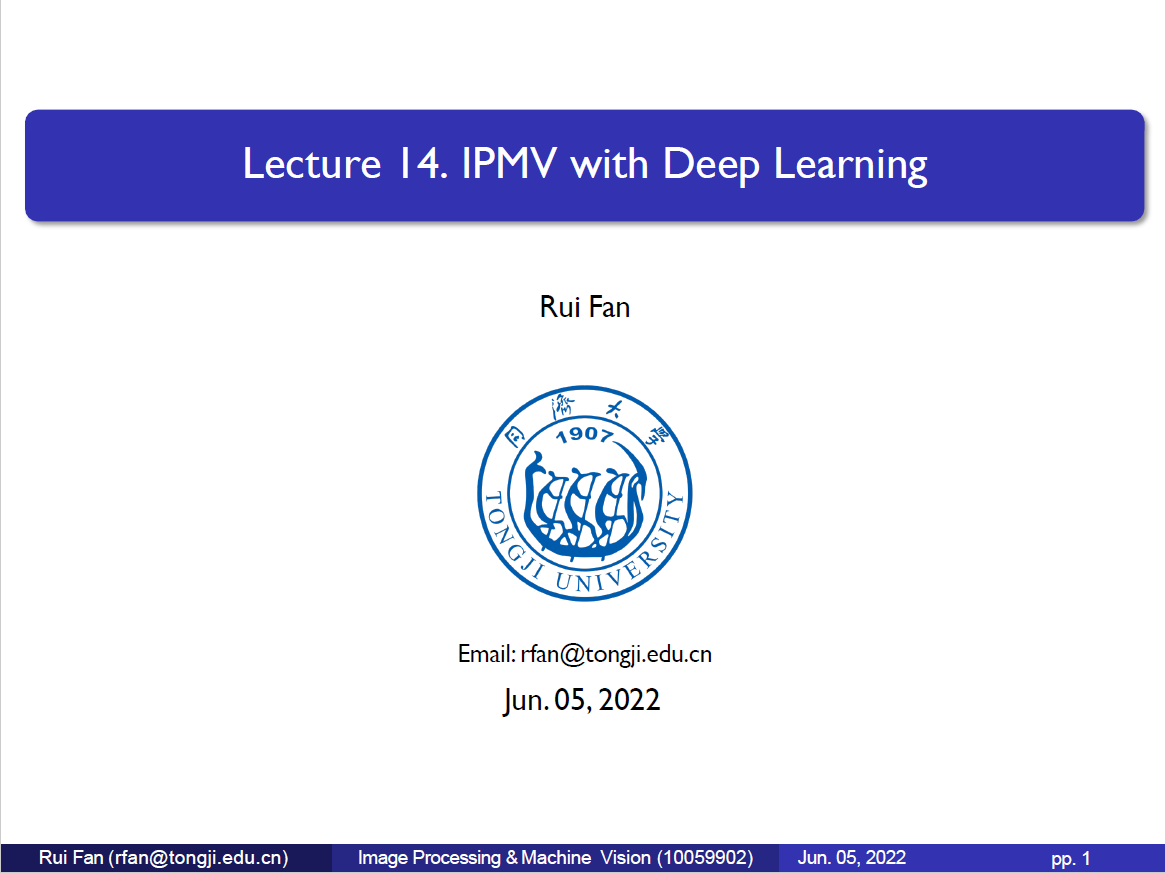 Lecture 14. IPMV with Deep Learning
Rui Fan
同濟大學
1907
TONGJI UNIVERSITY
Email: rfan@tongji.edu.cn
Jun. 05, 2022
Rui Fan (rfan@tongji.edu.cn) Image Processing & Machine Vision (10059902) Jun. 05, 2022 pp. 1